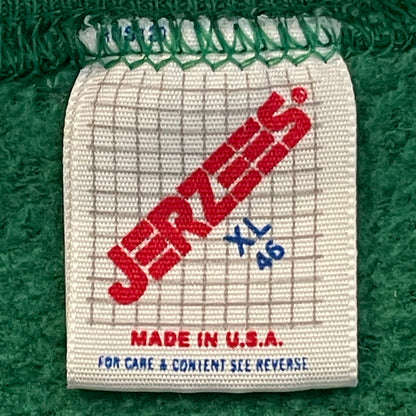 JERZEES®
XL
46
MADE IN U.S.A.
FOR CARE & CONTENT SEE REVERSE